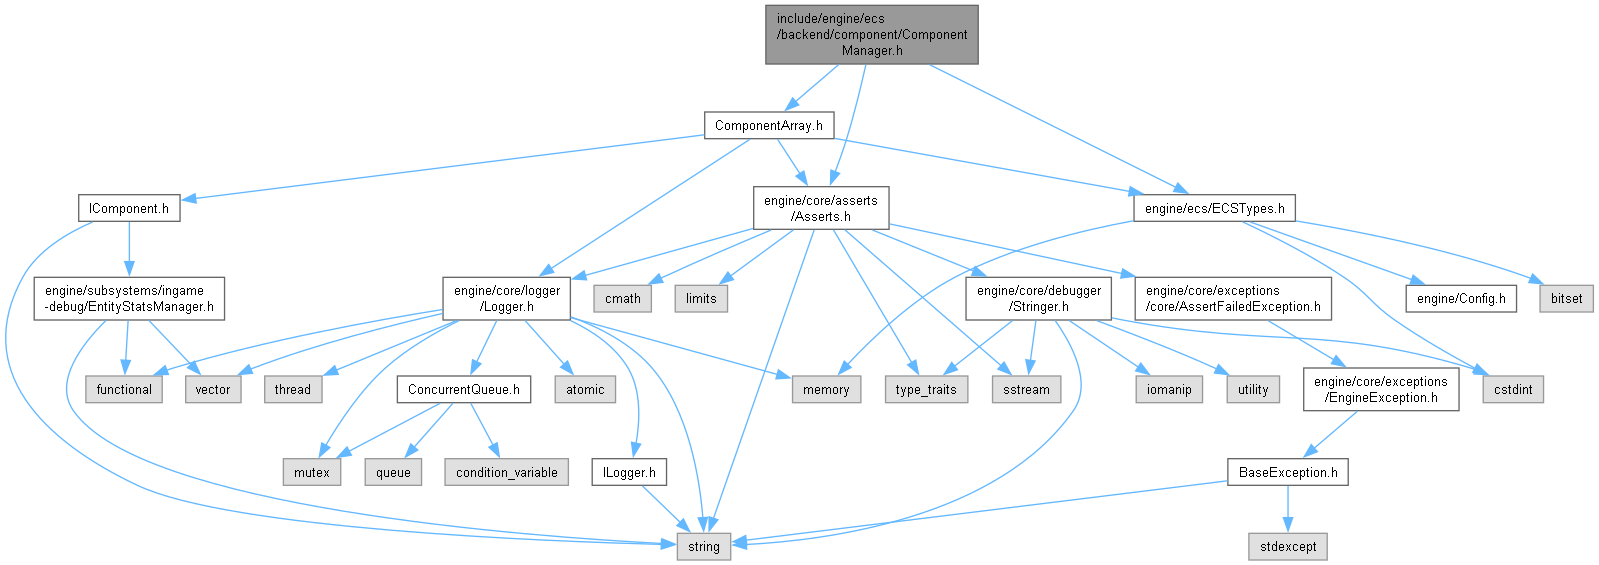 include/engine/ecs
/backend/component/Component
Manager.h
ComponentArray.h
IComponent.h
engine/core/asserts
/Asserts.h
engine/ecs/ECSTypes.h
engine/subsystems/ingame
-debug/EntityStatsManager.h
engine/core/logger
/Logger.h
cmath
limits
engine/core/debugger
/Stringer.h
engine/core/exceptions
/core/AssertFailedException.h
engine/Config.h
bitset
functional
vector
thread
ConcurrentQueue.h
atomic
memory
type_traits
sstream
iomanip
utility
engine/core/exceptions
/EngineException.h
cstdint
mutex
queue
condition_variable
ILogger.h
BaseException.h
string
stdexcept